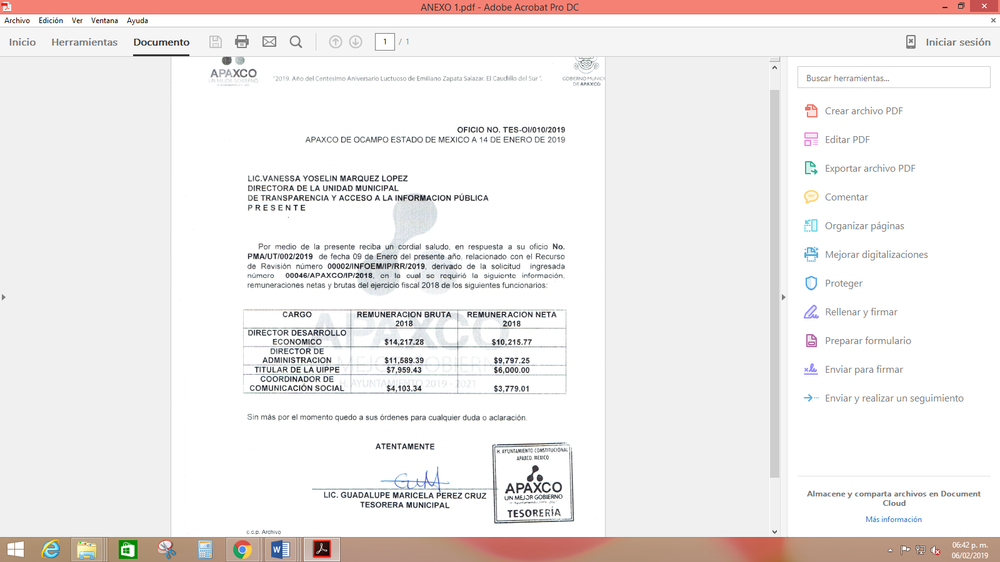 ANEXO 1.pdf - Adobe Acrobat Pro DC
Archivo Edición Ver Ventana Ayuda
Inicio Herramientas Documento 1 / 1 Iniciar sesión
APAXCO
UN MEJOR GOBIERNO
"2019. Año del Centésimo Aniversario Luctuoso de Emiliano Zapata Salazar. El Caudillo del Sur".
GOBIERNO MUNICI
DE APAXCO
OFICIO NO. TES-OI/010/2019
APAXCO DE OCAMPO ESTADO DE MEXICO A 14 DE ENERO DE 2019
LIC.VANESSA YOSELIN MARQUEZ LOPEZ
DIRECTORA DE LA UNIDAD MUNICIPAL
DE TRANSPARENCIA Y ACCESO A LA INFORMACION PÚBLICA
P R E S E N T E
Por medio de la presente reciba un cordial saludo, en respuesta a su oficio No.
PMA/UT/002/2019 de fecha 09 de Enero del presente año, relacionado con el Recurso
de Revisión número 00002/INFOEM/IP/RR/2019, derivado de la solicitud ingresada
número 00046/APAXCO/IP/2018, en la cual se requirió la siguiente información,
remuneraciones netas y brutas del ejercicio fiscal 2018 de los siguientes funcionarios:
CARGO REMUNERACION BRUTA 2018 REMUNERACION NETA 2018
DIRECTOR DESARROLLO ECONOMICO $14,217.28 $10,215.77
DIRECTOR DE ADMINISTRACION $11,589.39 $9,797.25
TITULAR DE LA UIPPE $7,959.43 $6,000.00
COORDINADOR DE COMUNICACIÓN SOCIAL $4,103.34 $3,779.01
APAXCO
UN MEJOR GOBIERNO
H. AYUNTAMIENTO 2019 - 2021
Sin más por el momento quedo a sus órdenes para cualquier duda o aclaración.
ATENTAMENTE
LIC. GUADALUPE MARICELA PEREZ CRUZ
TESORERA MUNICIPAL
H. AYUNTAMIENTO CONSTITUCIONAL
APAXCO, MEXICO
APAXCO
UN MEJOR GOBIERNO
TESORERÍA
c.c.p. Archivo
Buscar herramientas...
Crear archivo PDF
Editar PDF
Exportar archivo PDF
Comentar
Organizar páginas
Mejorar digitalizaciones
Proteger
Rellenar y firmar
Preparar formulario
Enviar para firmar
Enviar y realizar un seguimiento
Almacene y comparta archivos en Document
Cloud
Más información
06:42 p. m.
06/02/2019